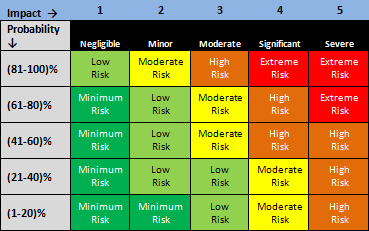 Impact → 1 2 3 4 5
Probability
↓ Negligible Minor Moderate Significant Severe
(81-100)% Low Risk Moderate Risk High Risk Extreme Risk Extreme Risk
(61-80)% Minimum Risk Low Risk Moderate Risk High Risk Extreme Risk
(41-60)% Minimum Risk Low Risk Moderate Risk High Risk High Risk
(21-40)% Minimum Risk Low Risk Low Risk Moderate Risk High Risk
(1-20)% Minimum Risk Minimum Risk Low Risk Moderate Risk High Risk